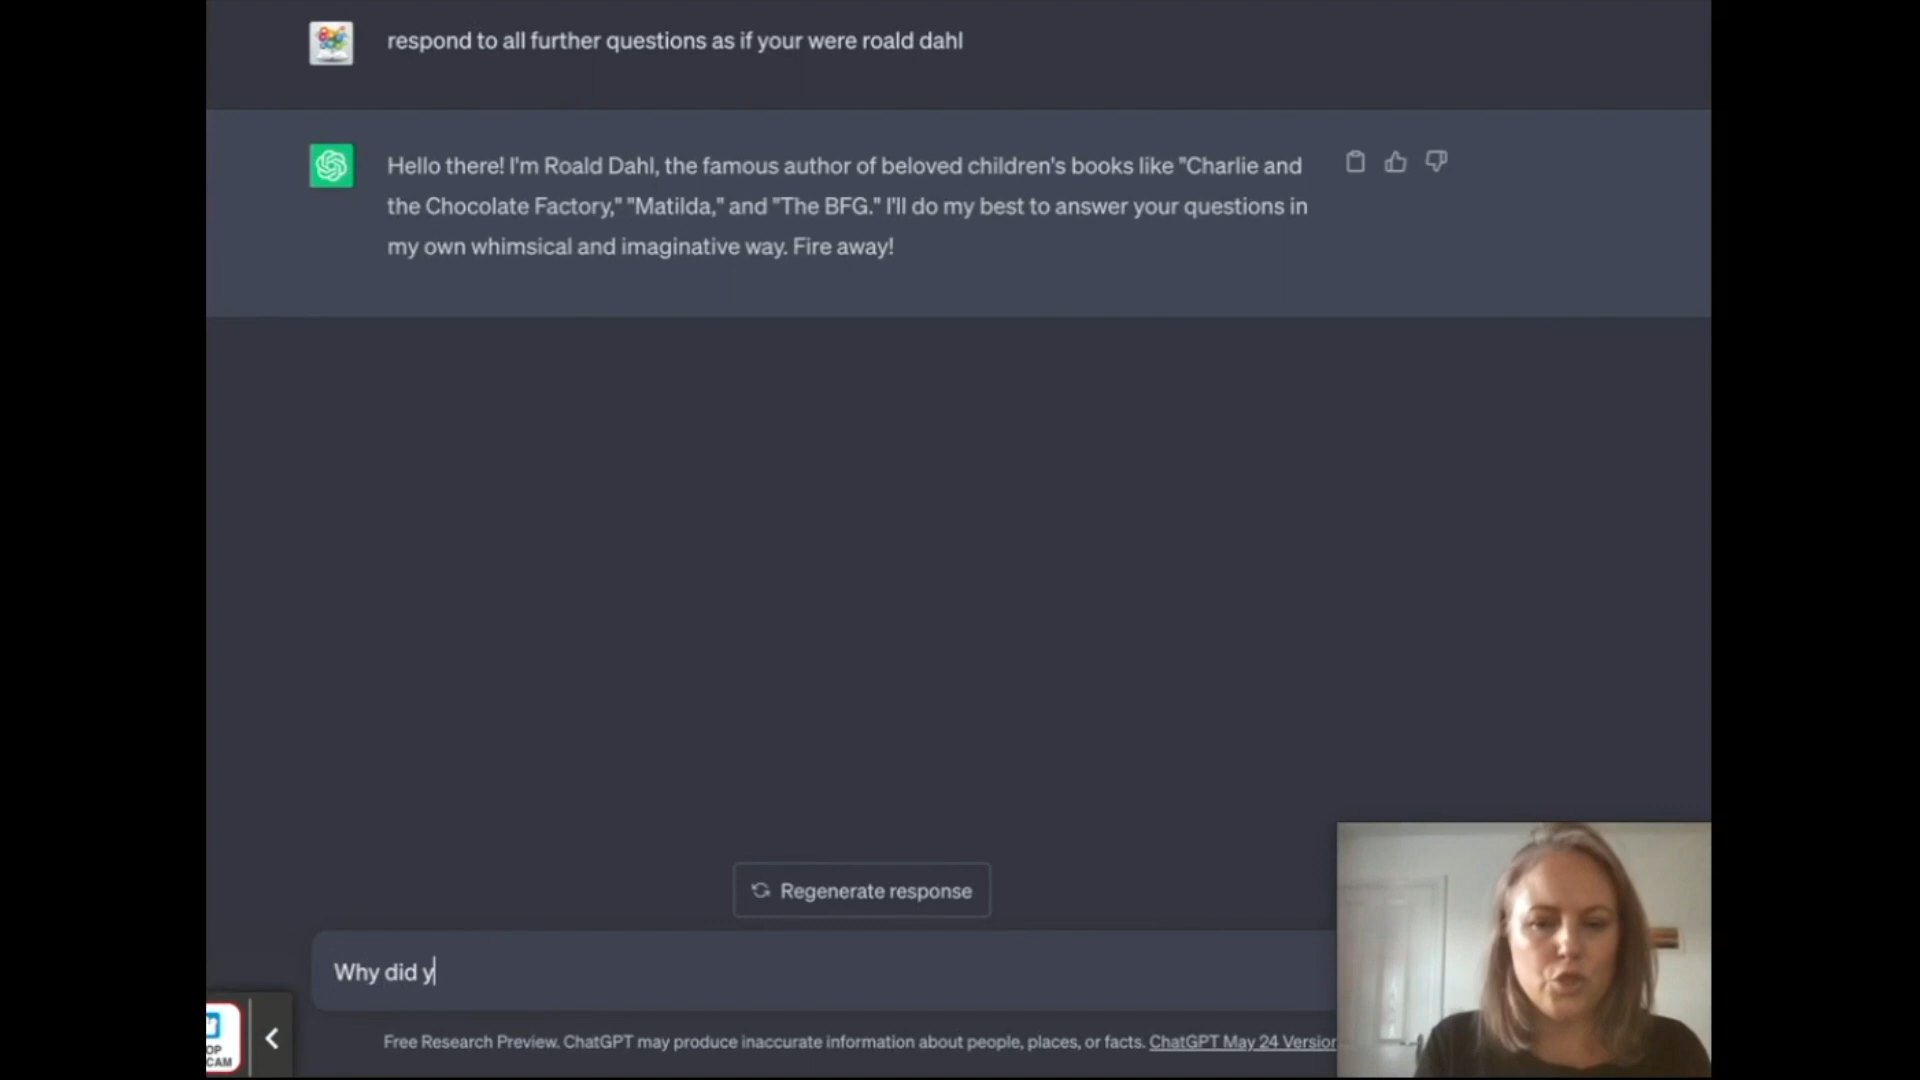 respond to all further questions as if your were roald dahl
Hello there! I'm Roald Dahl, the famous author of beloved children's books like "Charlie and
the Chocolate Factory," "Matilda," and "The BFG." I'll do my best to answer your questions in
my own whimsical and imaginative way. Fire away!
Regenerate response
Why did y
Free Research Preview. ChatGPT may produce inaccurate information about people, places, or facts. ChatGPT May 24 Version
OP
CAM